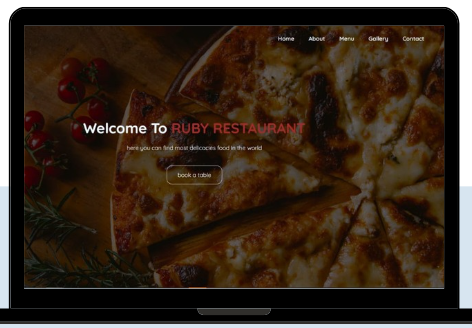 Home About Menu Gallery Contact
Welcome To RUBY RESTAURANT
here you can find most delicacies food in the world
book a table